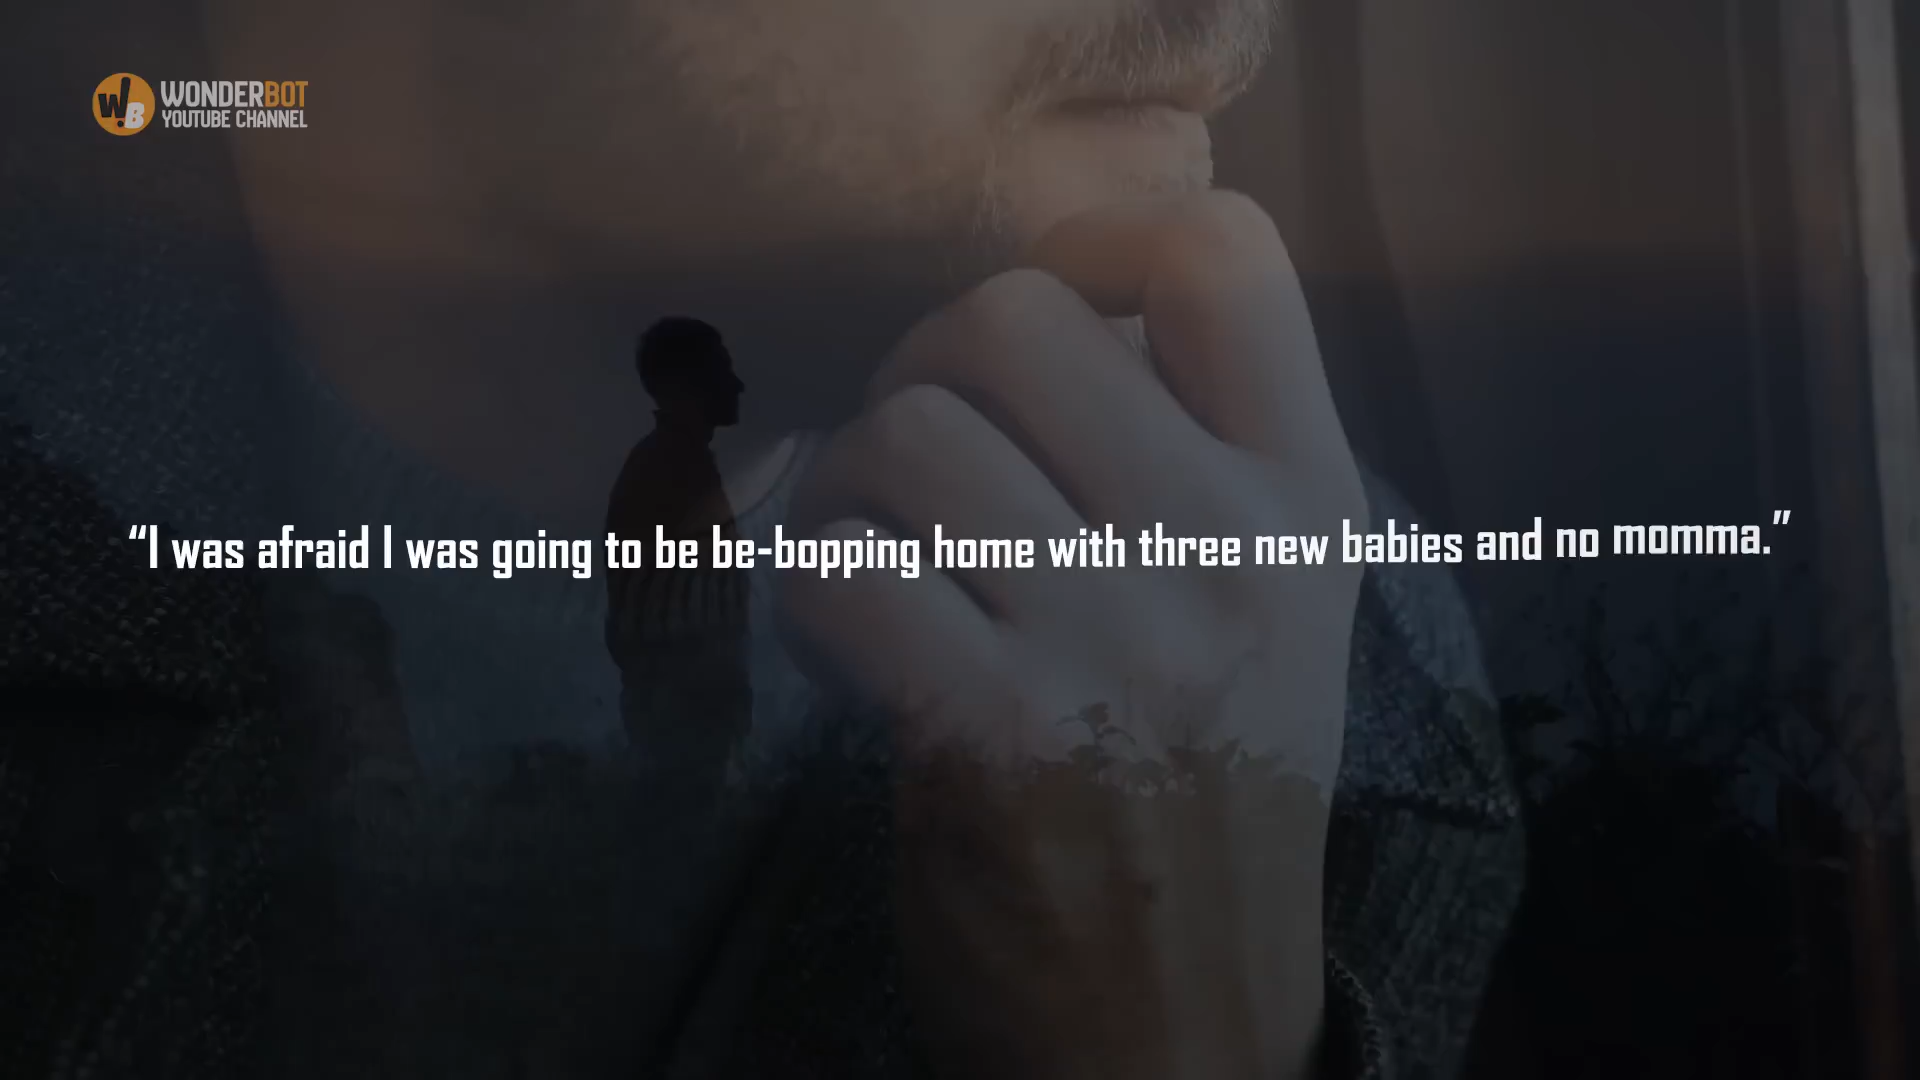 W!B WONDERBOT
YOUTUBE CHANNEL
“I was afraid I was going to be be-bopping home with three new babies and no momma.”